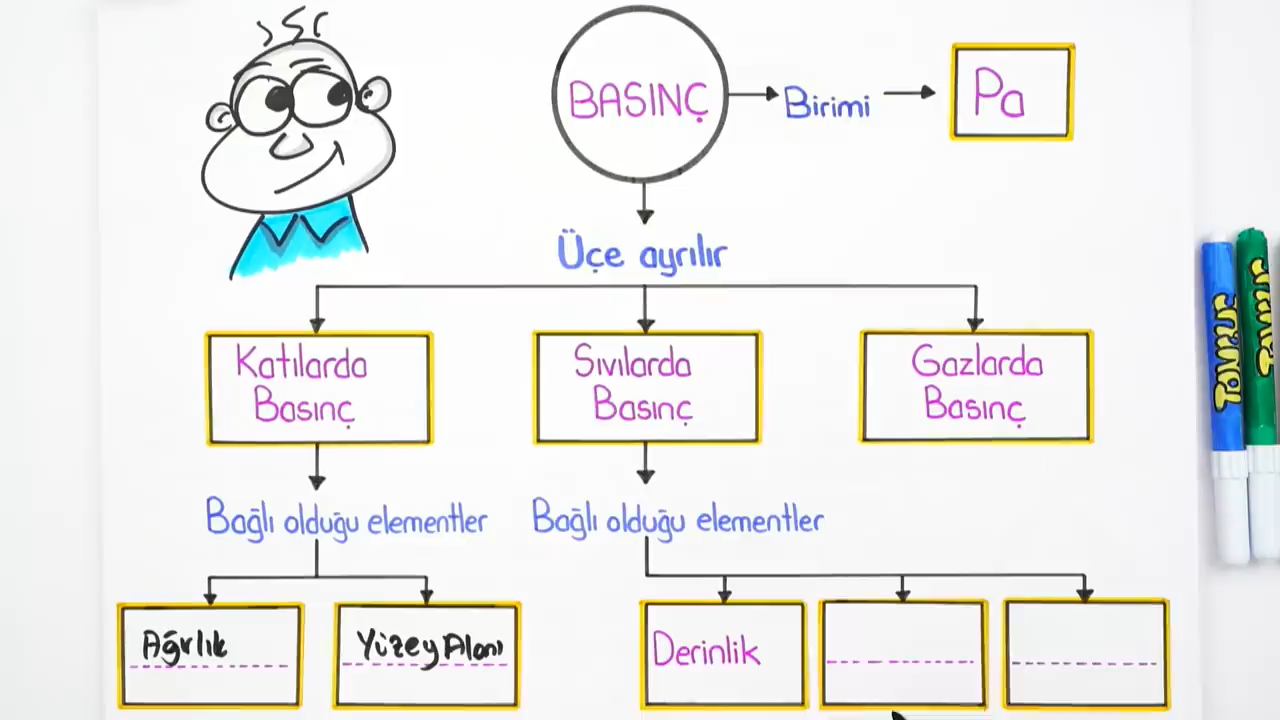 BASINÇ
Birimi
Pa
Üçe ayrılır
Katılarda
Basınç
Sıvılarda
Basınç
Gazlarda
Basınç
Bağlı olduğu elementler
Bağlı olduğu elementler
Ağırlık
Yüzey Alanı
Derinlik